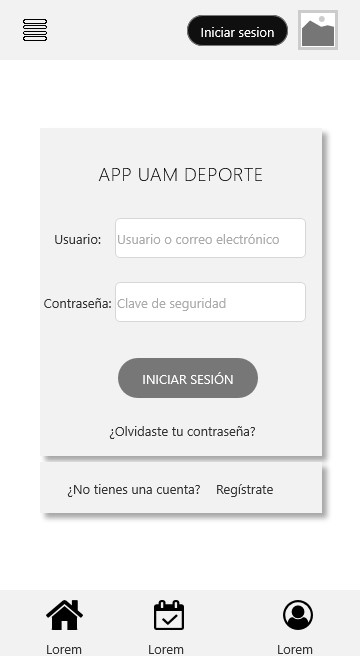 Iniciar sesion
APP UAM DEPORTE
Usuario: Usuario o correo electrónico
Contraseña: Clave de seguridad
INICIAR SESIÓN
¿Olvidaste tu contraseña?
¿No tienes una cuenta? Regístrate
Lorem Lorem Lorem